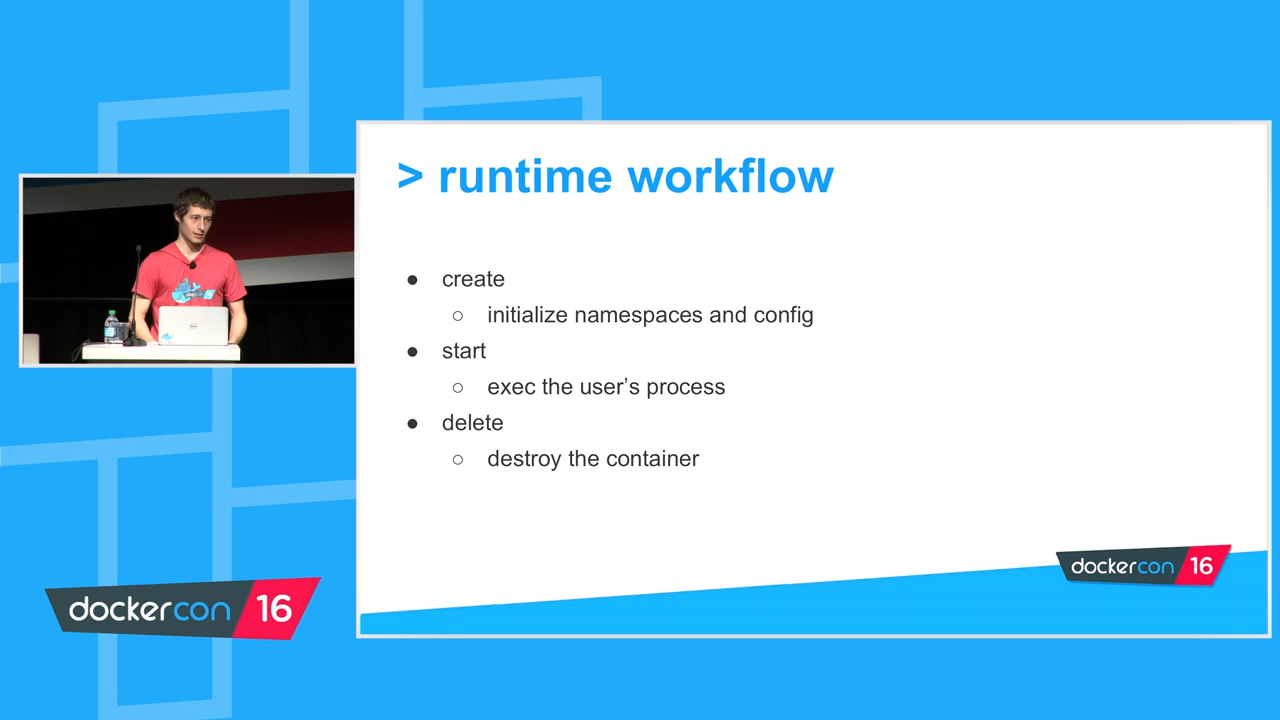 > runtime workflow
● create
○ initialize namespaces and config
● start
○ exec the user’s process
● delete
○ destroy the container
dockercon 16
dockercon 16